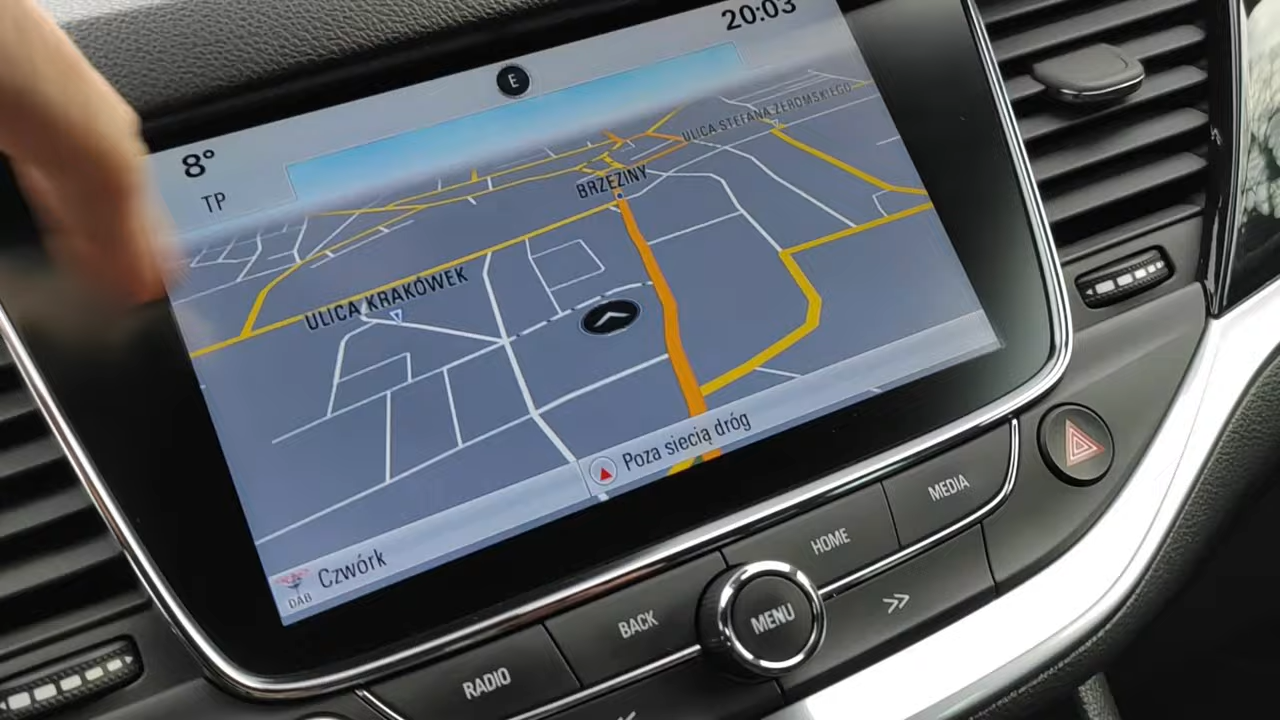 20:03
E
8°
TP
ULICA STEFANA ŻEROMSKIEGO
BRZEZINY
ULICA KRAKÓWEK
Poza siecią dróg
Czwórk
DAB
MEDIA
HOME
MENU
BACK
RADIO